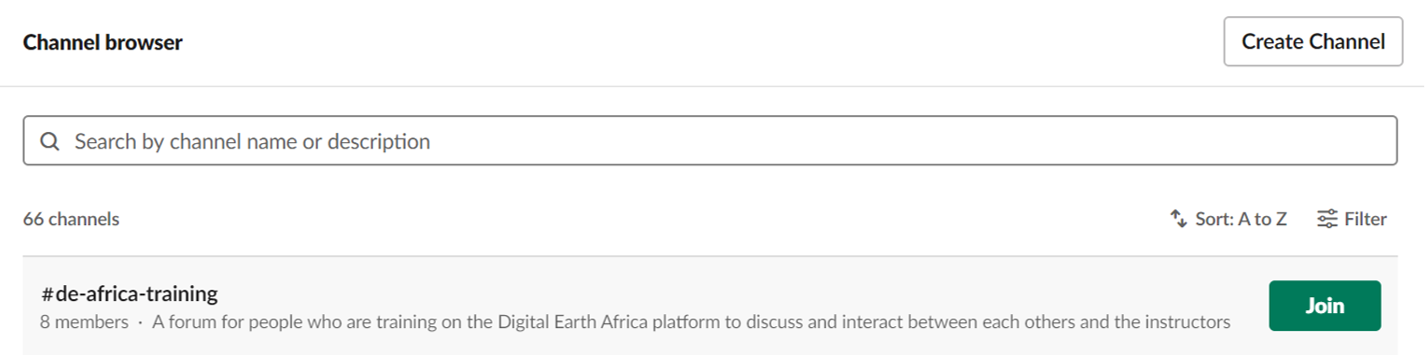 Channel browser
Create Channel
Search by channel name or description
66 channels
Sort: A to Z
Filter
#de-africa-training
8 members · A forum for people who are training on the Digital Earth Africa platform to discuss and interact between each others and the instructors
Join